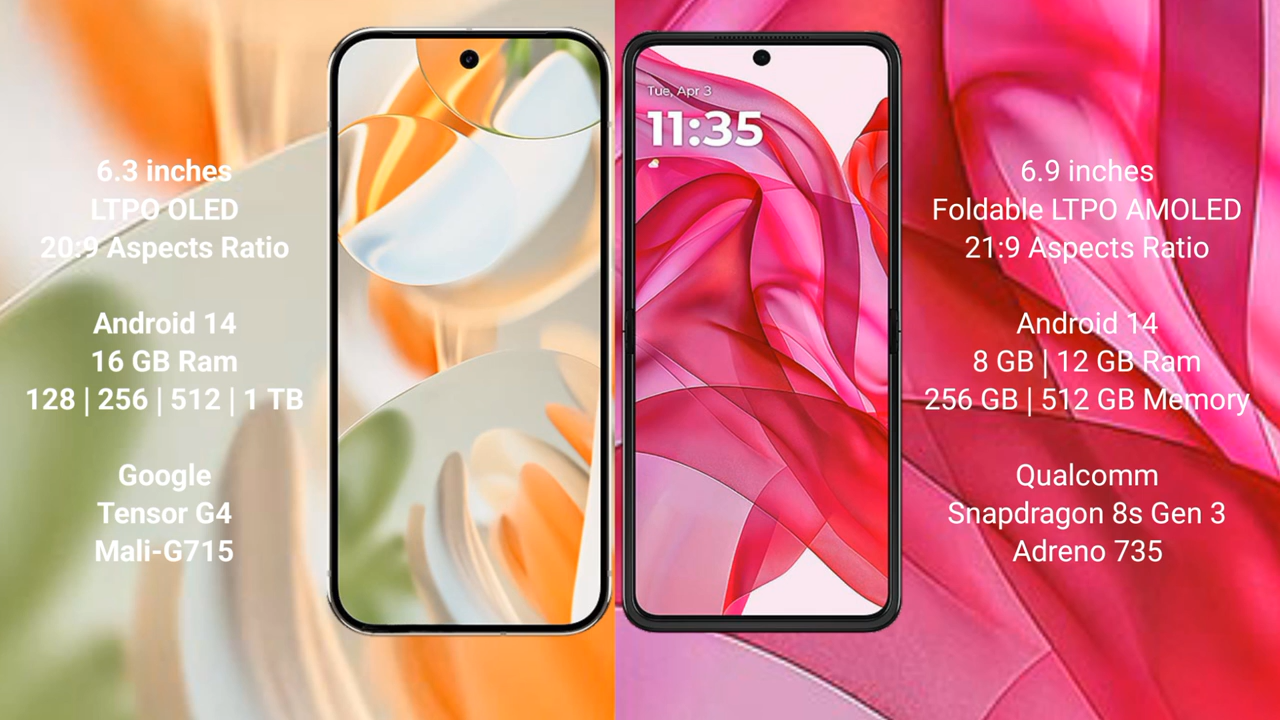 6.3 inches
LTPO OLED
20:9 Aspects Ratio
Android 14
16 GB Ram
128 | 256 | 512 | 1 TB
Google
Tensor G4
Mali-G715
Tue, Apr 3
11:35
6.9 inches
Foldable LTPO AMOLED
21:9 Aspects Ratio
Android 14
8 GB | 12 GB Ram
256 GB | 512 GB Memory
Qualcomm
Snapdragon 8s Gen 3
Adreno 735